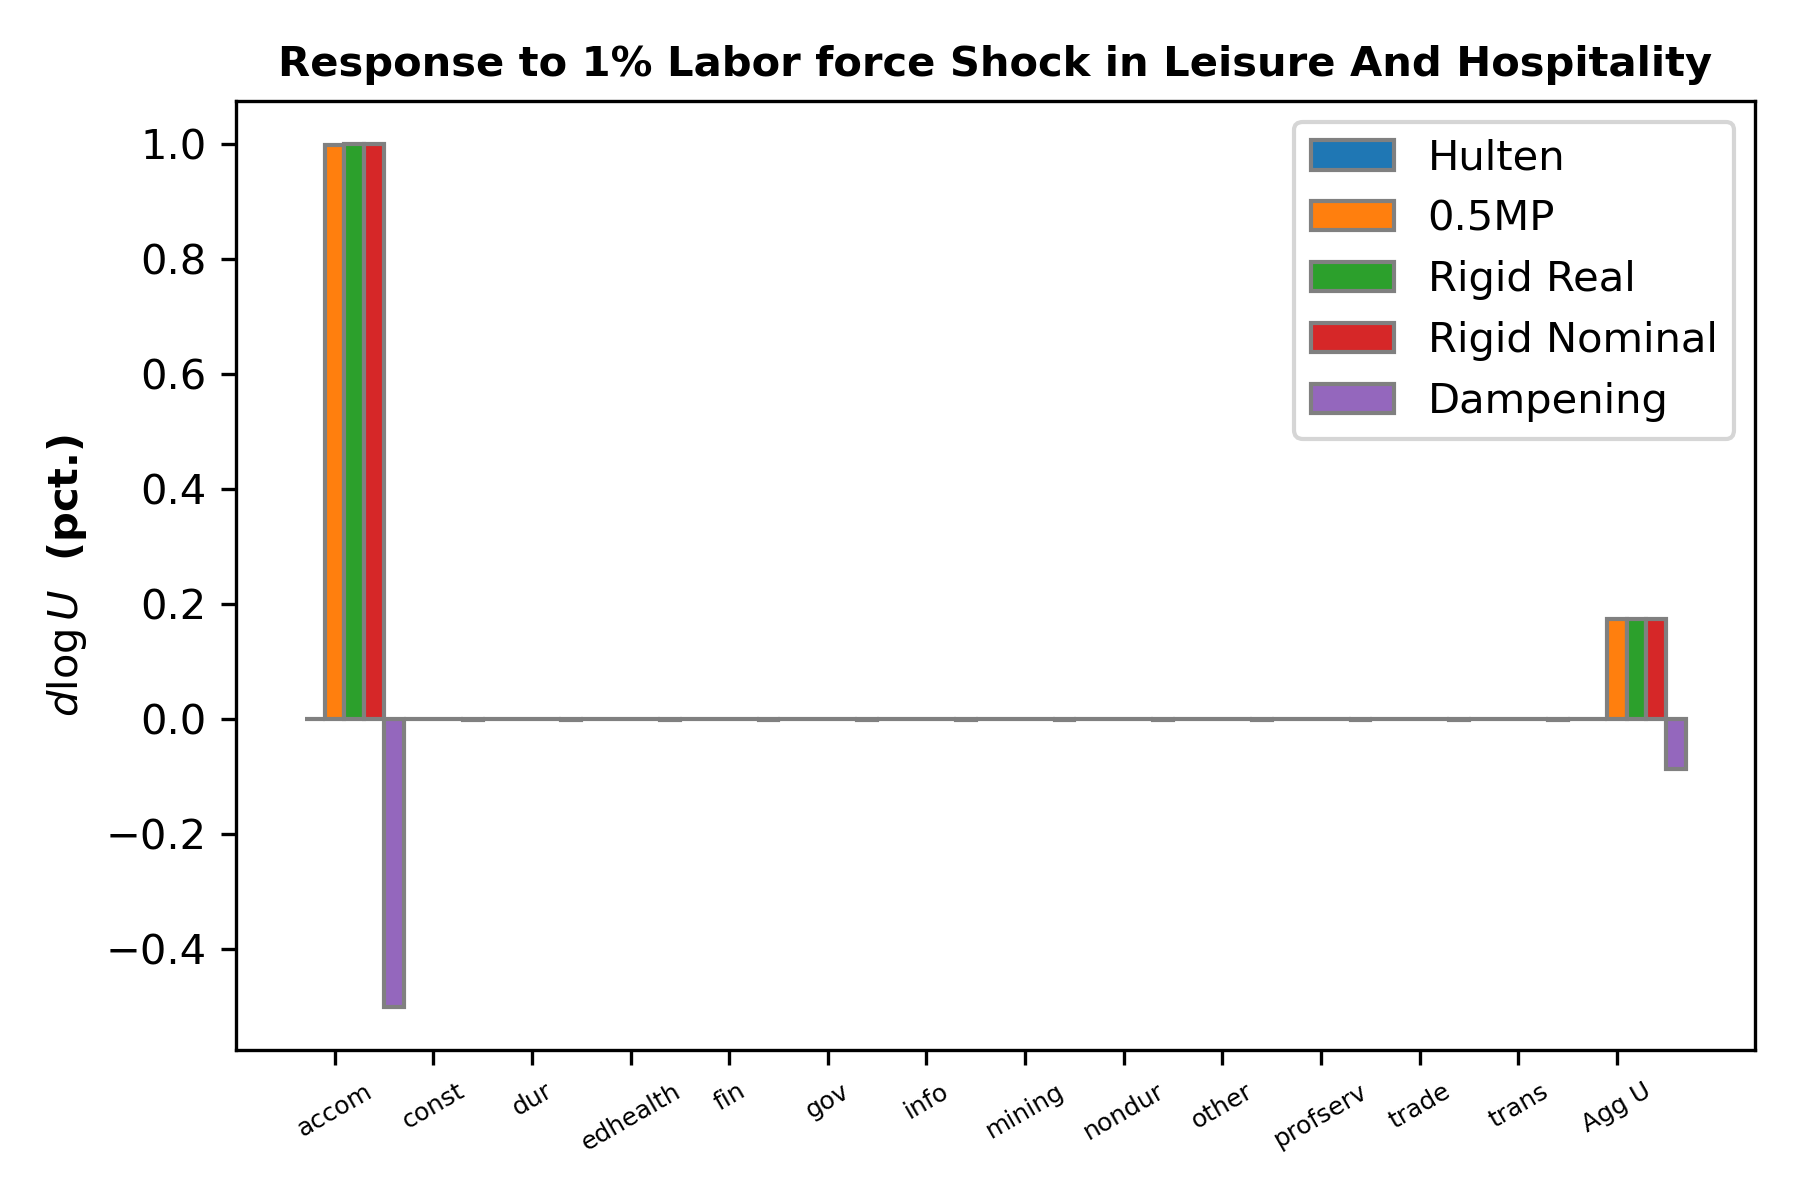 Response to 1% Labor force Shock in Leisure And Hospitality
dlog U (pct.)
1.0
0.8
0.6
0.4
0.2
0.0
−0.2
−0.4
Hulten
0.5MP
Rigid Real
Rigid Nominal
Dampening
accom const dur edhealth fin gov info mining nondur other profserv trade trans Agg U